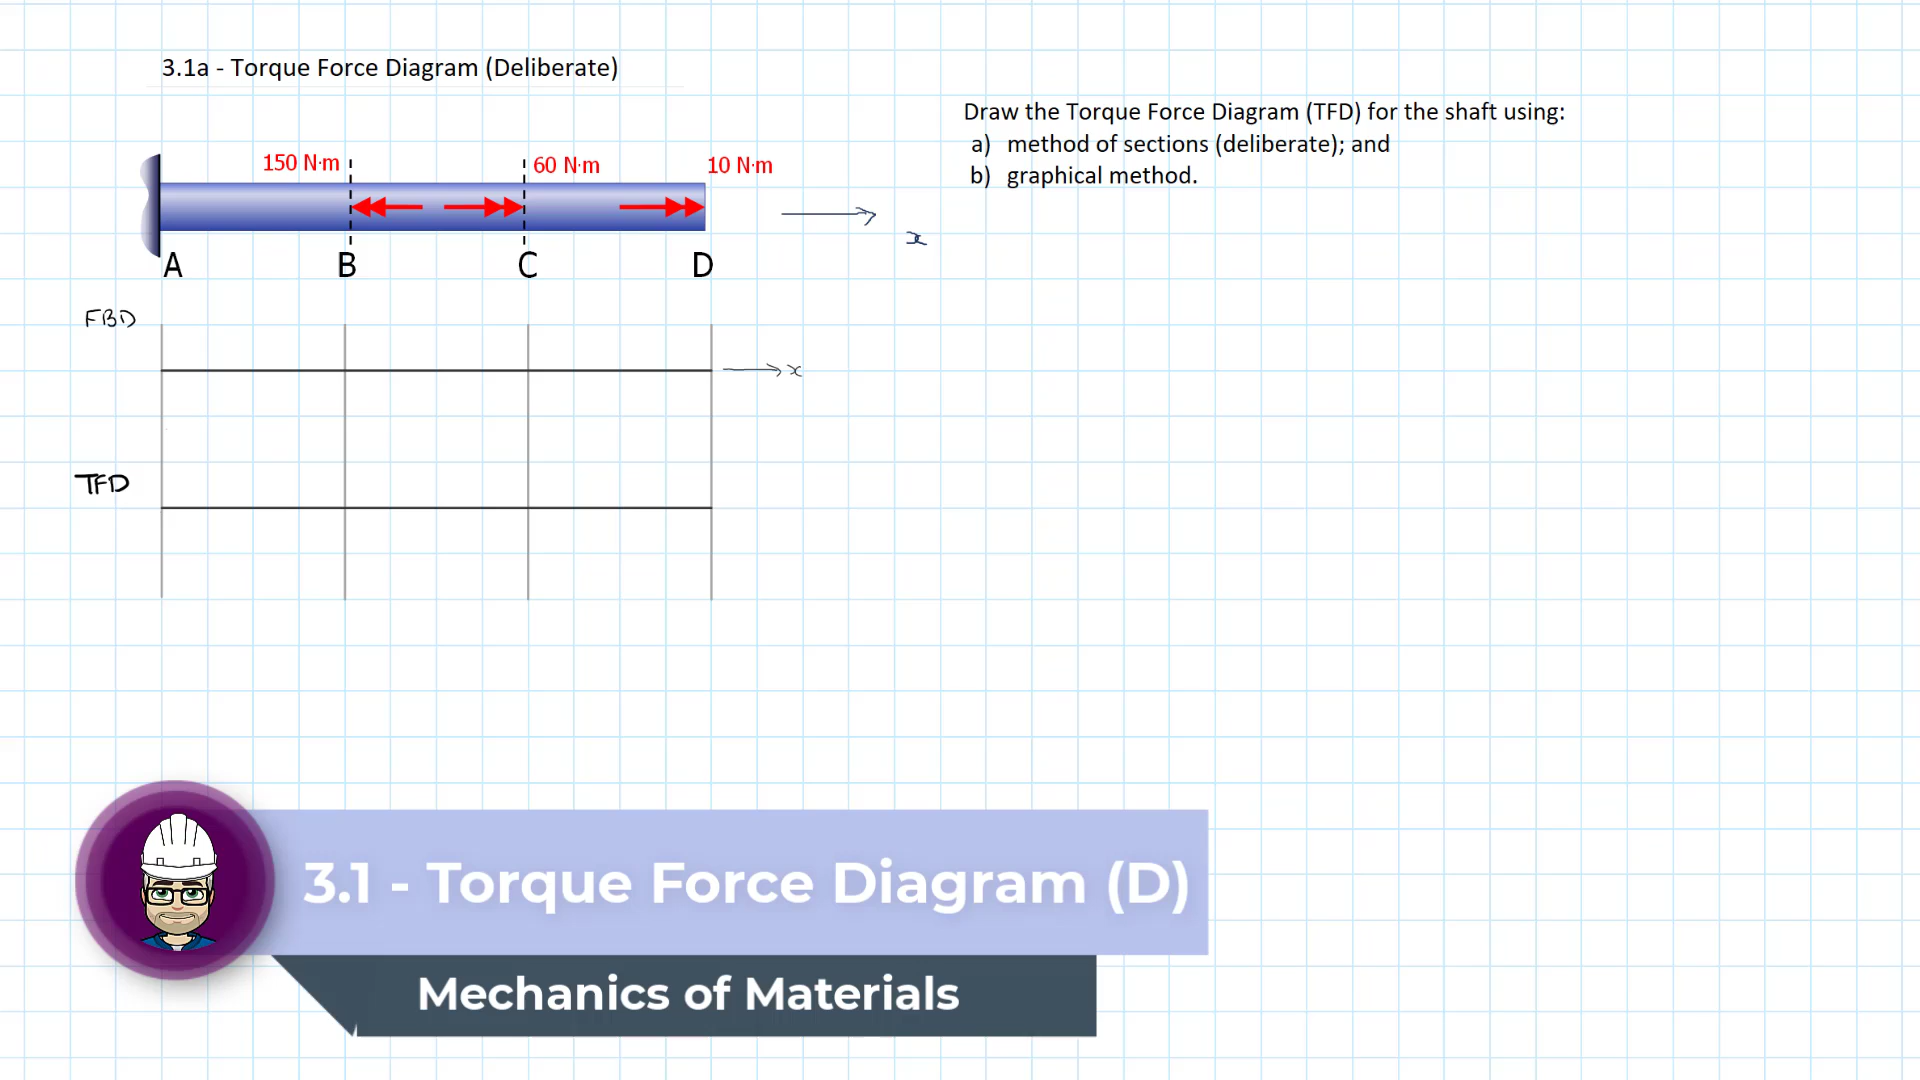 3.1a - Torque Force Diagram (Deliberate)
Draw the Torque Force Diagram (TFD) for the shaft using:
a) method of sections (deliberate); and
b) graphical method.
150 N·m
60 N·m
10 N·m
x
A
B
C
D
FBD
x
TFD
3.1 - Torque Force Diagram (D)
Mechanics of Materials